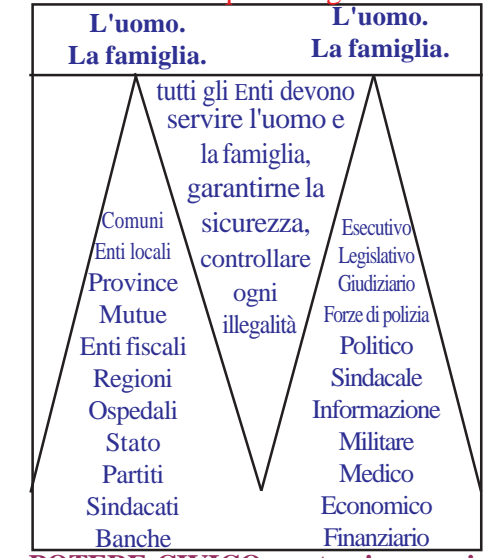 L'uomo.
La famiglia.
L'uomo.
La famiglia.
tutti gli Enti devono
servire l'uomo e
la famiglia,
garantirne la
sicurezza,
controllare
ogni
illegalità
Comuni
Enti locali
Province
Mutue
Enti fiscali
Regioni
Ospedali
Stato
Partiti
Sindacati
Banche
Esecutivo
Legislativo
Giudiziario
Forze di polizia
Politico
Sindacale
Informazione
Militare
Medico
Economico
Finanziario
POTERE CIVICO